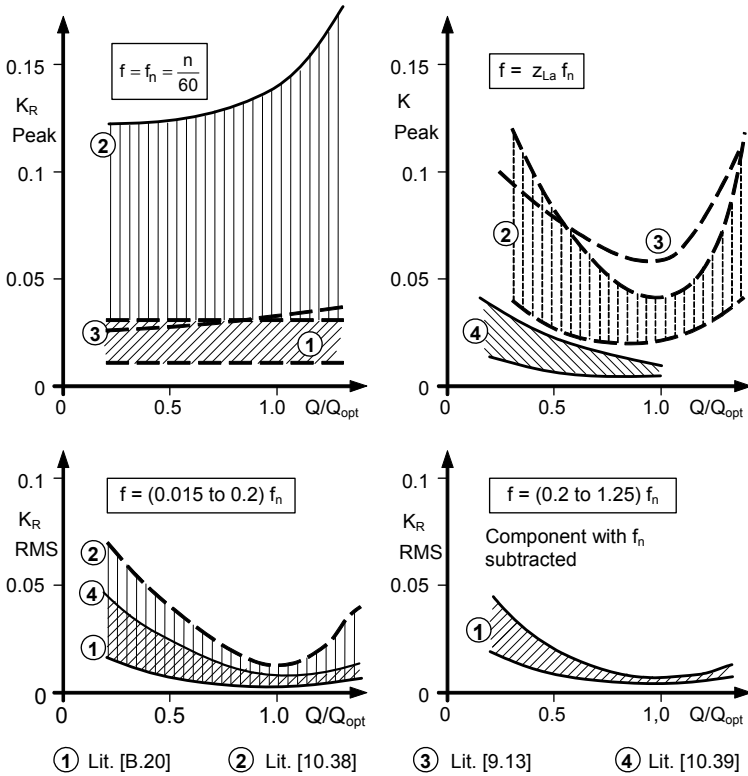 0.15
K_R
Peak
f = f_n = n/60
②
0.1
0.05
③
①
0
0
0.5
1.0
Q/Q_opt
0.15
K
Peak
f = z_La f_n
0.1
②
③
0.05
④
0
0
0.5
1.0
Q/Q_opt
0.1
K_R
RMS
f = (0.015 to 0.2) f_n
②
0.05
④
①
0
0
0.5
1.0
Q/Q_opt
0.1
K_R
RMS
f = (0.2 to 1.25) f_n
Component with f_n
subtracted
0.05
①
0
0
0.5
1,0
Q/Q_opt
① Lit. [B.20] ② Lit. [10.38] ③ Lit. [9.13] ④ Lit. [10.39]